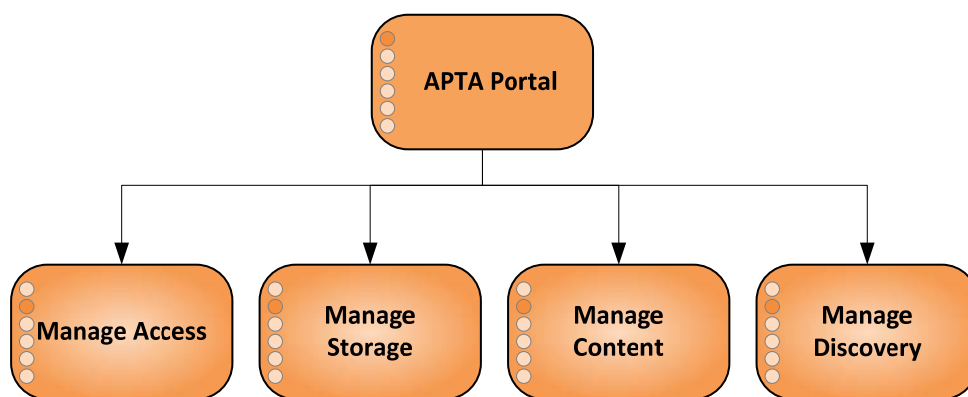 APTA Portal
Manage Access
Manage
Storage
Manage
Content
Manage
Discovery